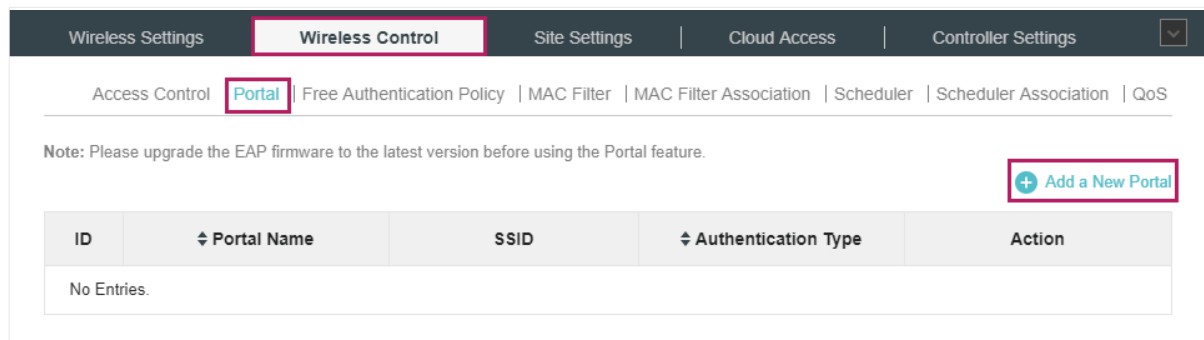 Wireless Settings Wireless Control Site Settings | Cloud Access | Controller Settings
Access Control Portal | Free Authentication Policy | MAC Filter | MAC Filter Association | Scheduler | Scheduler Association | QoS
Note: Please upgrade the EAP firmware to the latest version before using the Portal feature.
Add a New Portal
ID Portal Name SSID Authentication Type Action
No Entries.